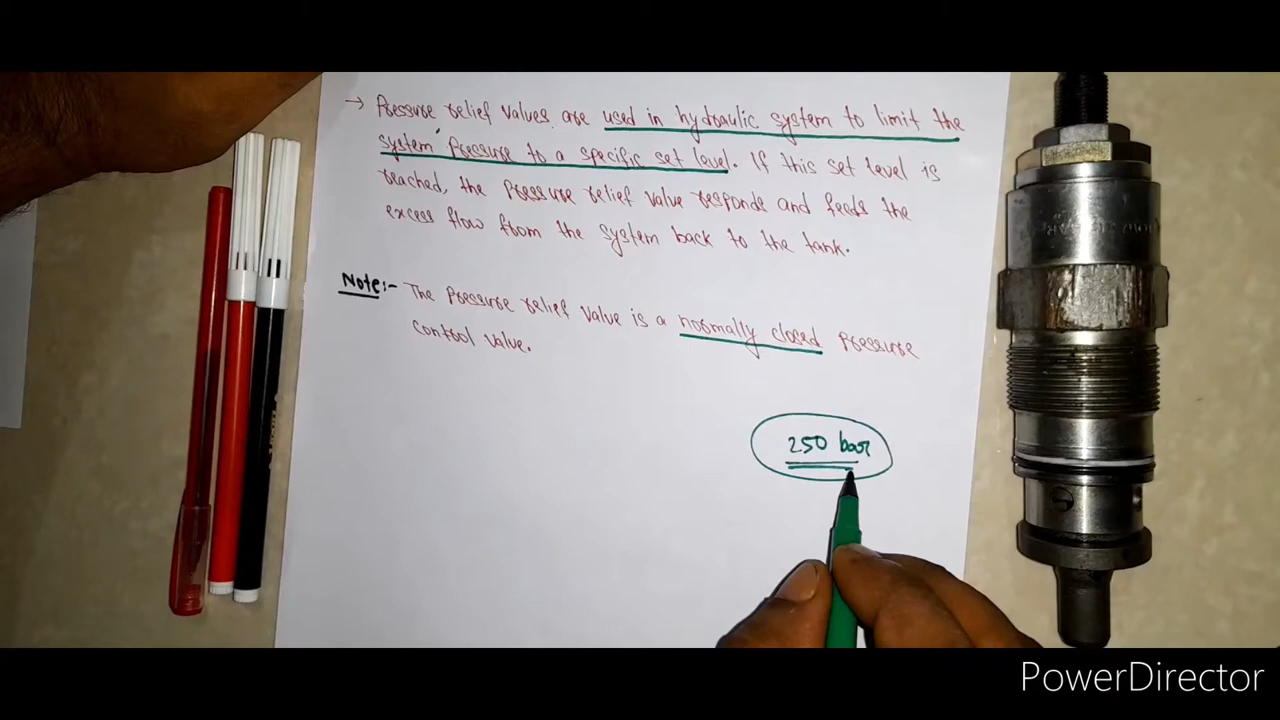 → Pressure relief valves are used in hydraulic system to limit the
system pressure to a specific set level. If this set level is
reached, the pressure relief valve responds and feeds the
excess flow from the system back to the tank.
Note:- The pressure relief valve is a normally closed pressure
control valve.
250 bar
PowerDirector